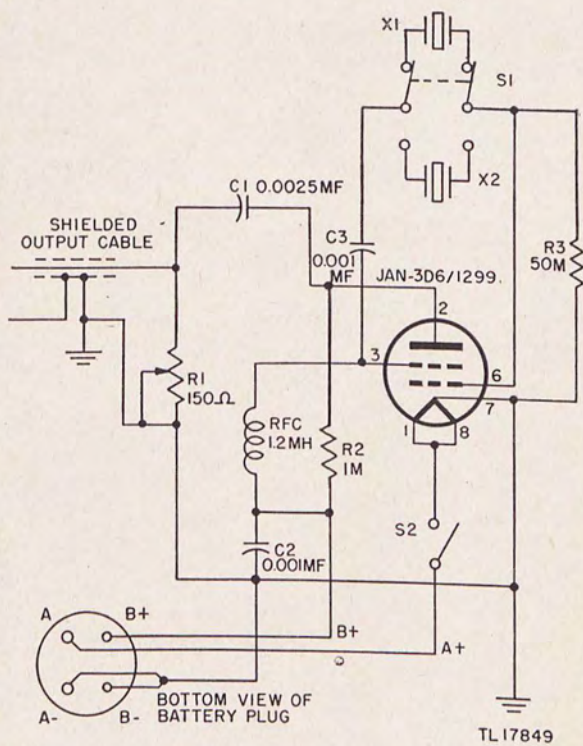 X1
S1
X2
C1 0.0025MF
SHIELDED
OUTPUT CABLE
C3
0.001
MF
JAN-3D6/1299.
R3
50M
2
3
6
7
1
8
R1
150Ω
RFC
1.2MH
R2
1M
S2
C2
0.001MF
A
B+
B+
A+
A-
B-
BOTTOM VIEW OF
BATTERY PLUG
TL17849